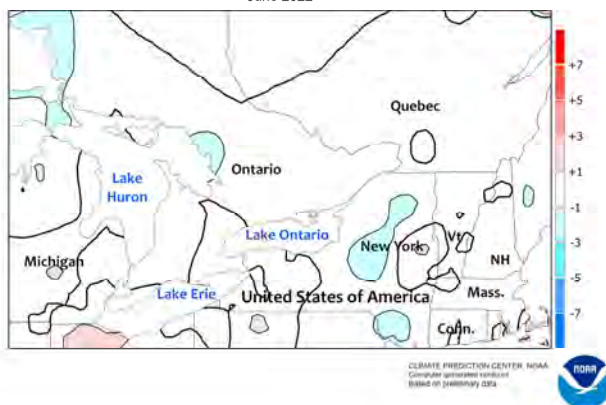 June 2022
Quebec
Ontario
Lake
Huron
Lake Ontario
New York
Vt
NH
Michigan
Lake Erie
United States of America
Mass.
Conn.
+7
+5
+3
+1
-1
-3
-5
-7
CLIMATE PREDICTION CENTER, NOAA
Computer generated contours
Based on preliminary data
NOAA